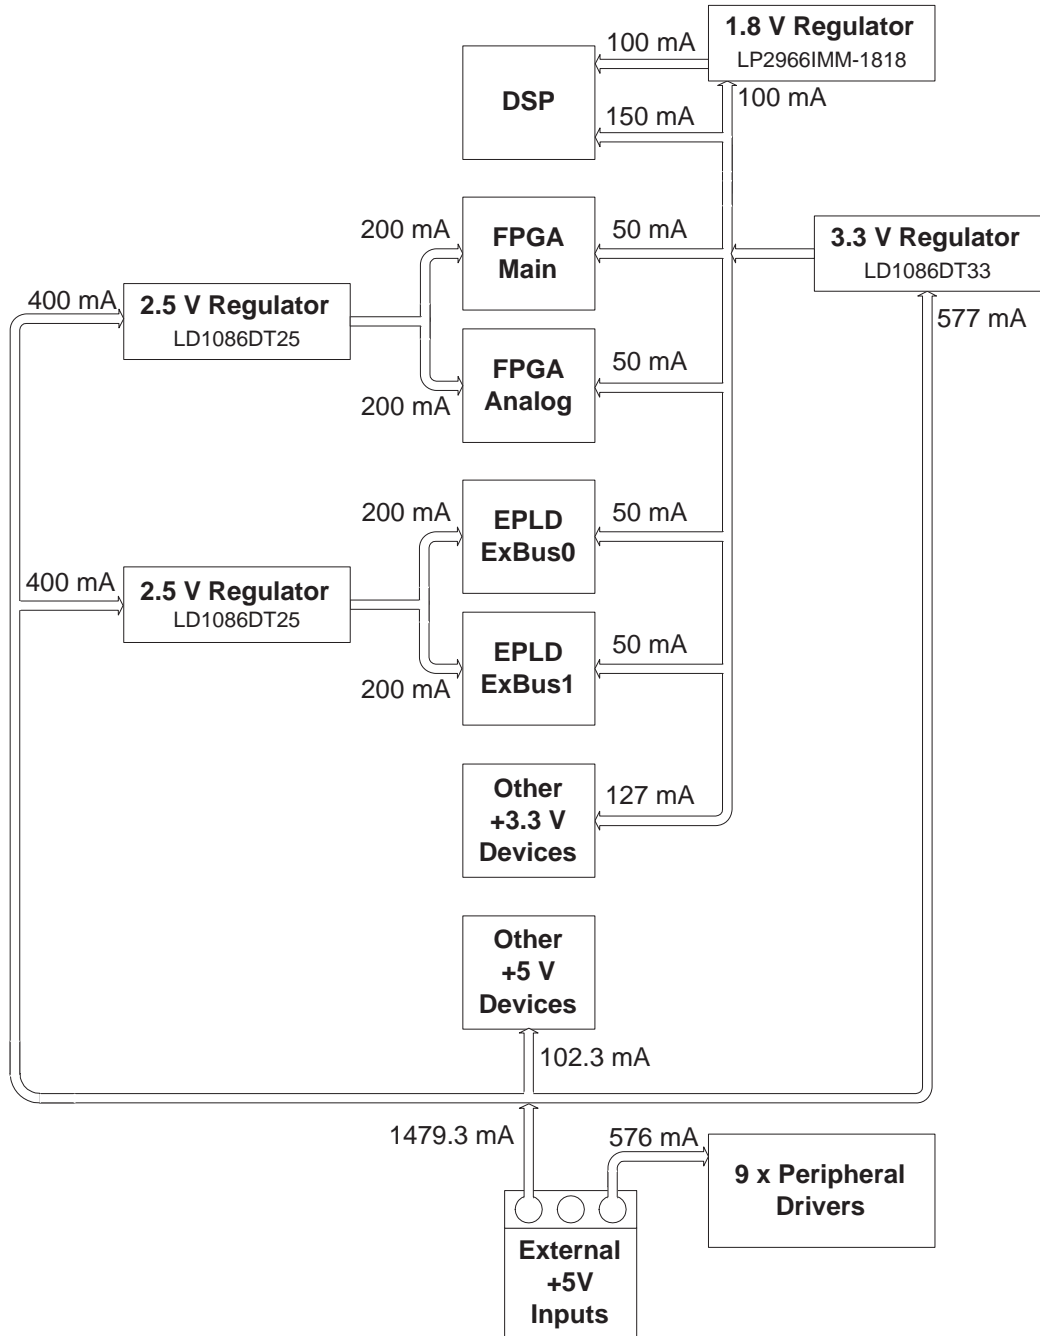 1.8 V Regulator
LP2966IMM-1818
100 mA
100 mA
DSP
150 mA
200 mA
FPGA
Main
50 mA
3.3 V Regulator
LD1086DT33
400 mA
2.5 V Regulator
LD1086DT25
577 mA
FPGA
Analog
50 mA
200 mA
200 mA
EPLD
ExBus0
50 mA
400 mA
2.5 V Regulator
LD1086DT25
EPLD
ExBus1
50 mA
200 mA
Other
+3.3 V
Devices
127 mA
Other
+5 V
Devices
102.3 mA
1479.3 mA
576 mA
9 x Peripheral
Drivers
External
+5V
Inputs